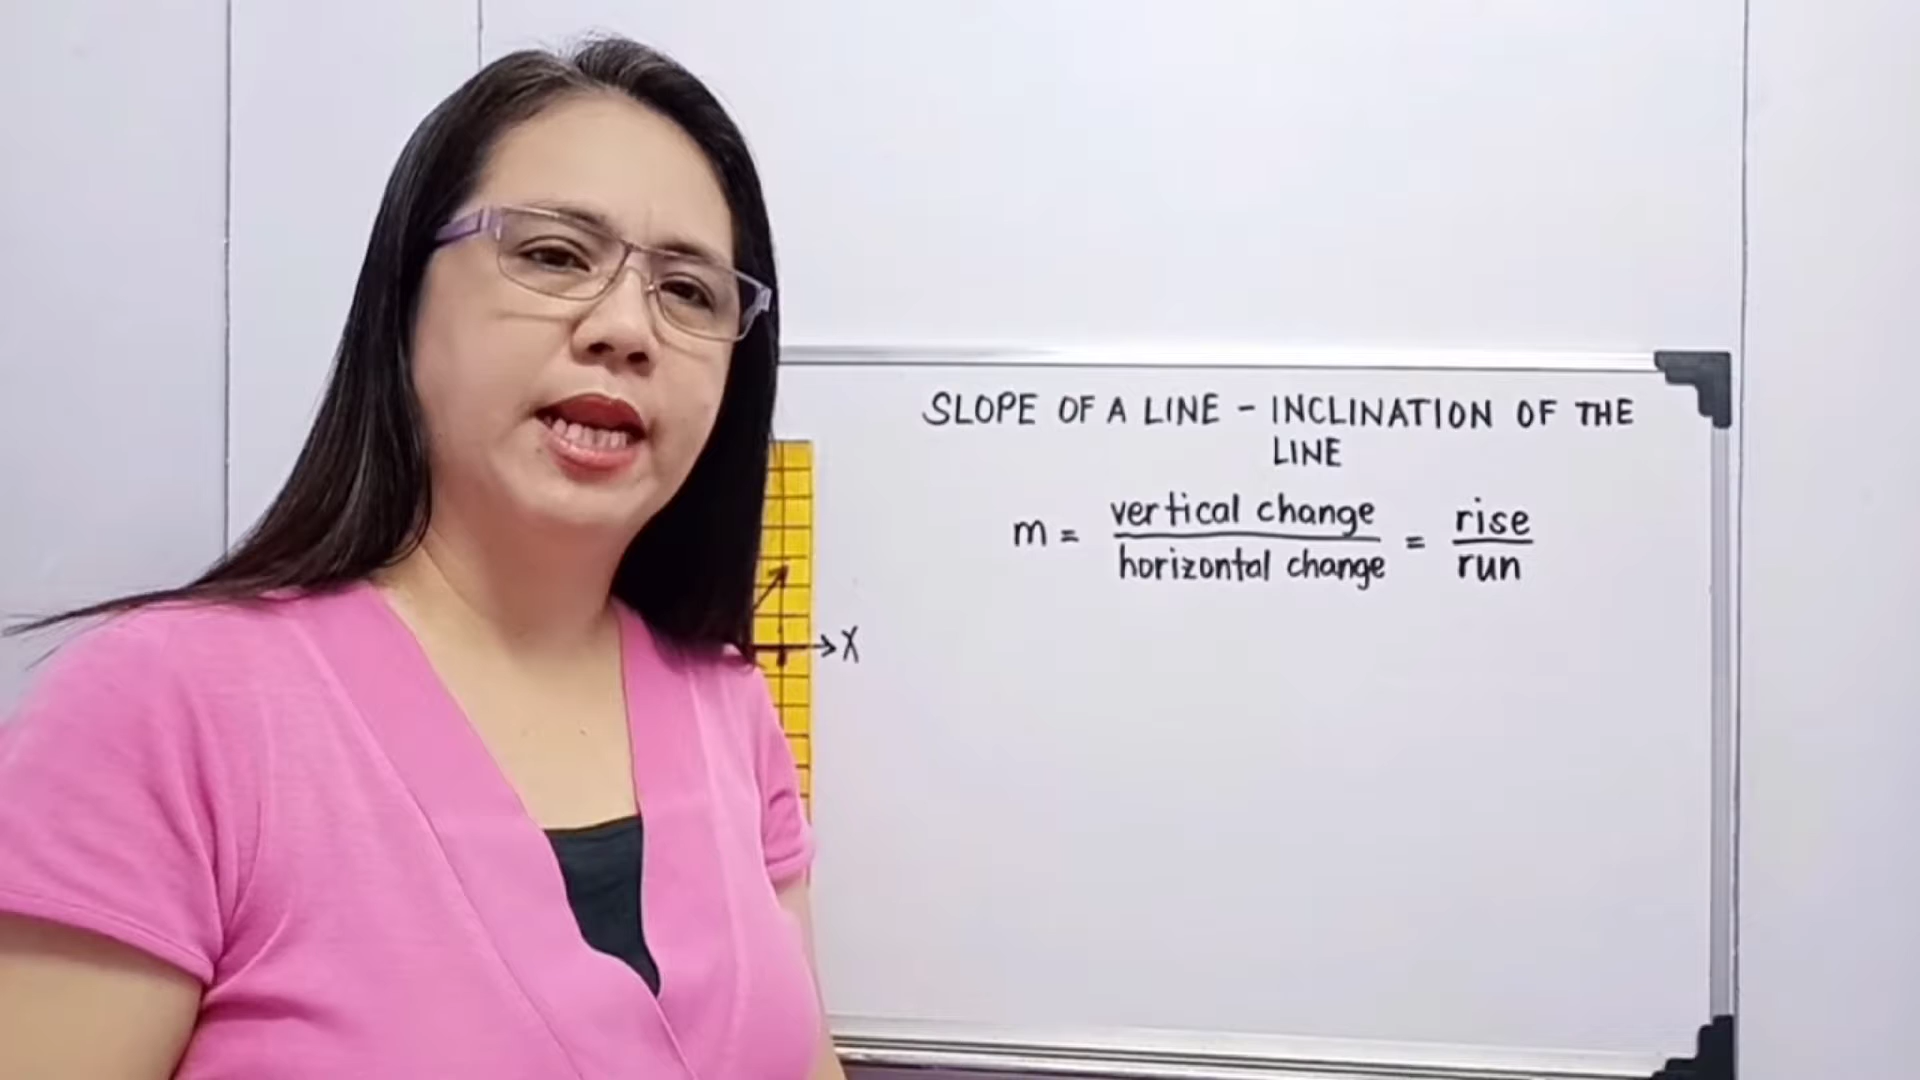 SLOPE OF A LINE - INCLINATION OF THE
LINE
m = vertical change / horizontal change = rise / run
X